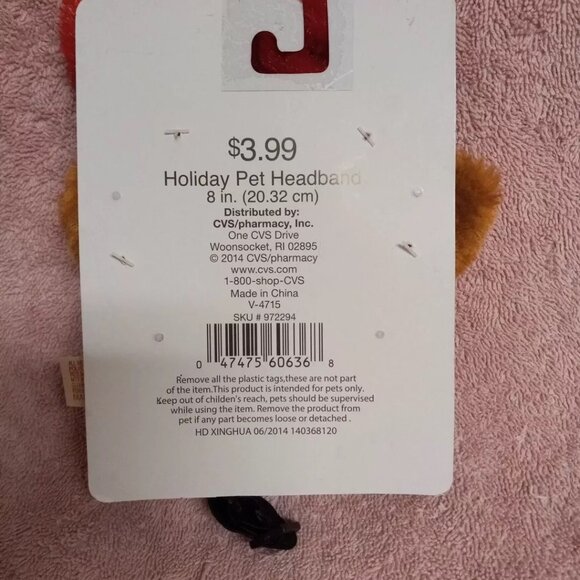 $3.99
Holiday Pet Headband
8 in. (20.32 cm)
Distributed by:
CVS/pharmacy, Inc.
One CVS Drive
Woonsocket, RI 02895
© 2014 CVS/pharmacy
www.cvs.com
1-800-shop-CVS
Made in China
V-4715
SKU # 972294
0 47475 60636 8
Remove all the plastic tags,these are not part
of the item.This product is intended for pets only.
Keep out of childen's reach, pets should be supervised
while using the item. Remove the product from
pet if any part becomes loose or detached .
HD XINGHUA 06/2014 140368120